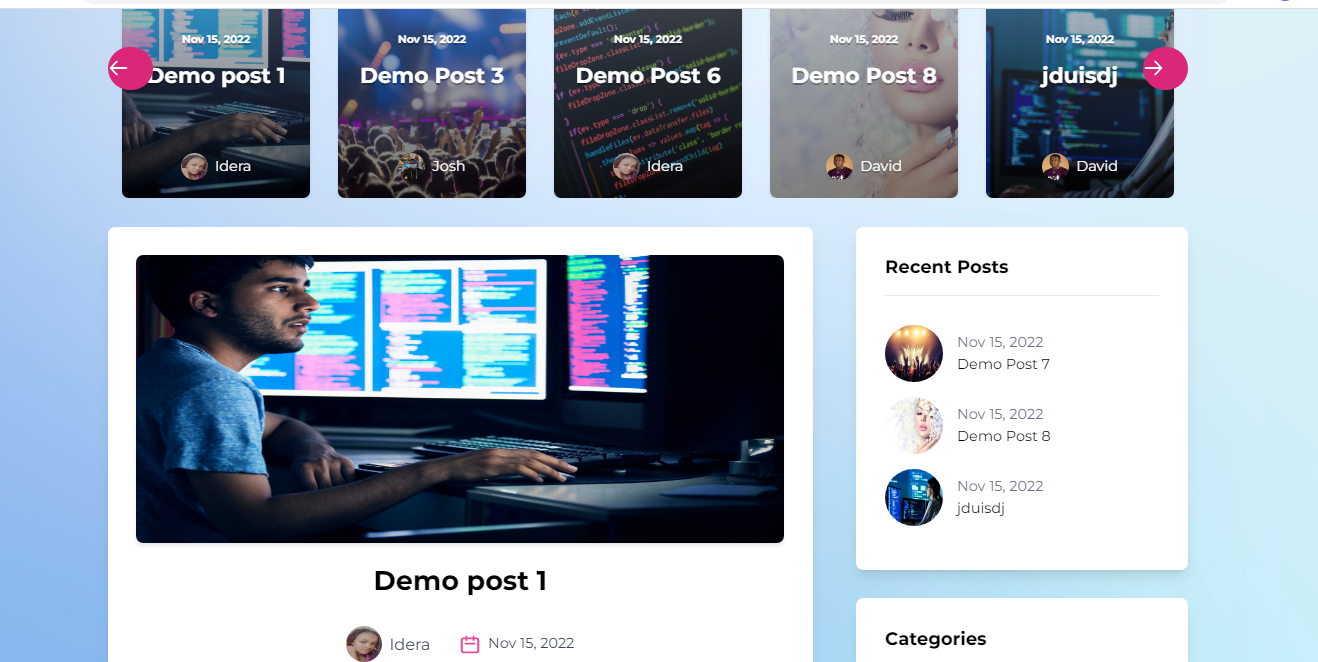 Nov 15, 2022
Demo post 1
Idera
Nov 15, 2022
Demo Post 3
Josh
Nov 15, 2022
Demo Post 6
Idera
Nov 15, 2022
Demo Post 8
David
Nov 15, 2022
jduisdj
David
Demo post 1
Idera
Nov 15, 2022
Recent Posts
Nov 15, 2022
Demo Post 7
Nov 15, 2022
Demo Post 8
Nov 15, 2022
jduisdj
Categories